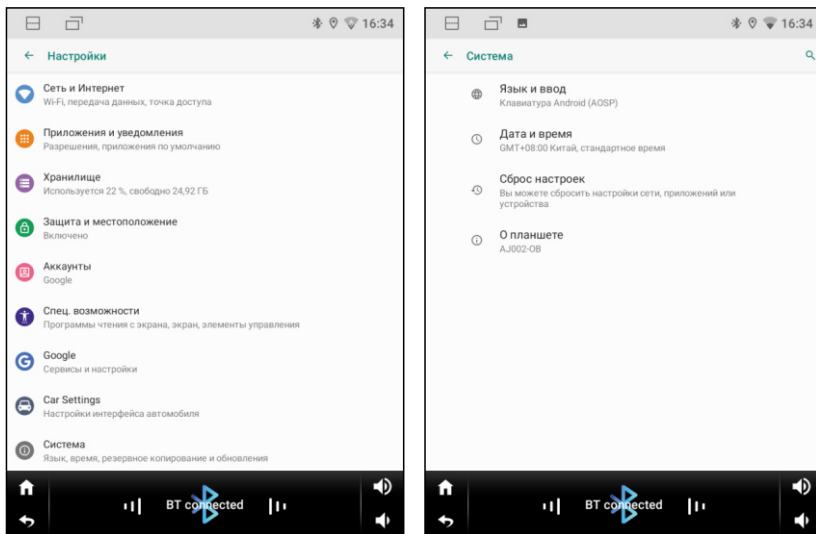 16:34
Настройки
Сеть и Интернет
Wi-Fi, передача данных, точка доступа
Приложения и уведомления
Разрешения, приложения по умолчанию
Хранилище
Используется 22 %, свободно 24,92 ГБ
Защита и местоположение
Включено
Аккаунты
Google
Спец. возможности
Программы чтения с экрана, экран, элементы управления
Google
Сервисы и настройки
Car Settings
Настройки интерфейса автомобиля
Система
Язык, время, резервное копирование и обновления
BT connected
16:34
Система
Язык и ввод
Клавиатура Android (AOSP)
Дата и время
GMT+08:00 Китай, стандартное время
Сброс настроек
Вы можете сбросить настройки сети, приложений или
устройства
О планшете
AJ002-OB
BT connected